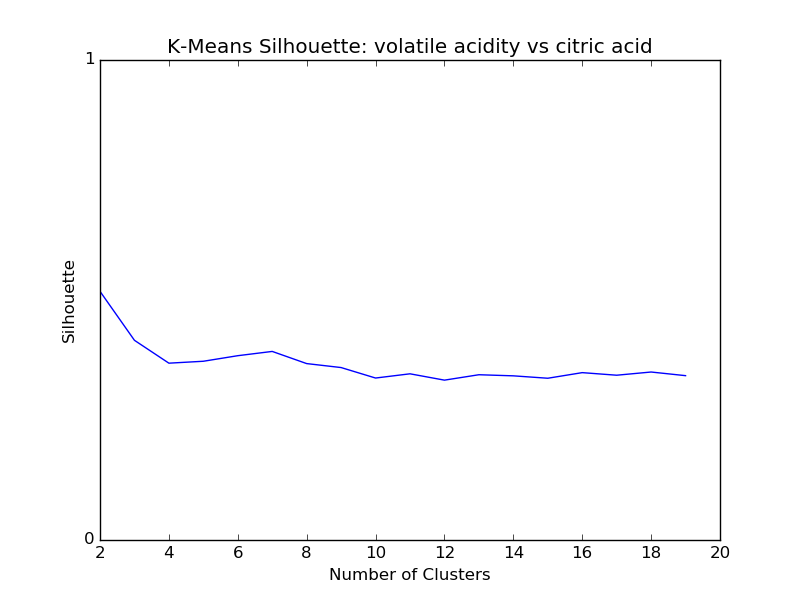 K-Means Silhouette: volatile acidity vs citric acid
1
Silhouette
0
2 4 6 8 10 12 14 16 18 20
Number of Clusters